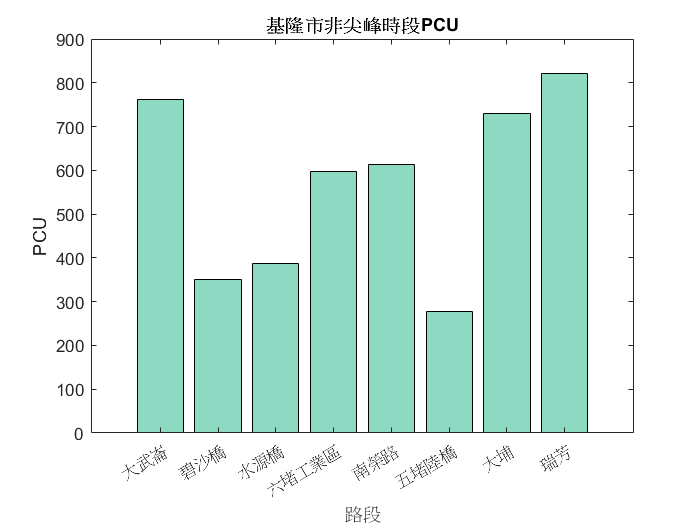 基隆市非尖峰時段PCU
PCU
900
800
700
600
500
400
300
200
100
0
大武崙
碧沙橋
水源橋
六堵工業區
南榮路
五堵陸橋
大埔
瑞芳
路段